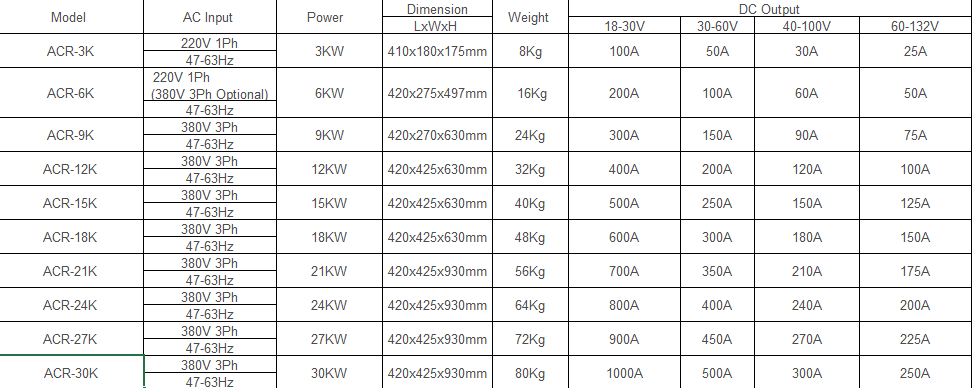 Model AC Input Power Dimension LxWxH Weight DC Output
18-30V 30-60V 40-100V 60-132V
ACR-3K 220V 1Ph 47-63Hz 3KW 410x180x175mm 8Kg 100A 50A 30A 25A
ACR-6K 220V 1Ph (380V 3Ph Optional) 47-63Hz 6KW 420x275x497mm 16Kg 200A 100A 60A 50A
ACR-9K 380V 3Ph 47-63Hz 9KW 420x270x630mm 24Kg 300A 150A 90A 75A
ACR-12K 380V 3Ph 47-63Hz 12KW 420x425x630mm 32Kg 400A 200A 120A 100A
ACR-15K 380V 3Ph 47-63Hz 15KW 420x425x630mm 40Kg 500A 250A 150A 125A
ACR-18K 380V 3Ph 47-63Hz 18KW 420x425x630mm 48Kg 600A 300A 180A 150A
ACR-21K 380V 3Ph 47-63Hz 21KW 420x425x930mm 56Kg 700A 350A 210A 175A
ACR-24K 380V 3Ph 47-63Hz 24KW 420x425x930mm 64Kg 800A 400A 240A 200A
ACR-27K 380V 3Ph 47-63Hz 27KW 420x425x930mm 72Kg 900A 450A 270A 225A
ACR-30K 380V 3Ph 47-63Hz 30KW 420x425x930mm 80Kg 1000A 500A 300A 250A